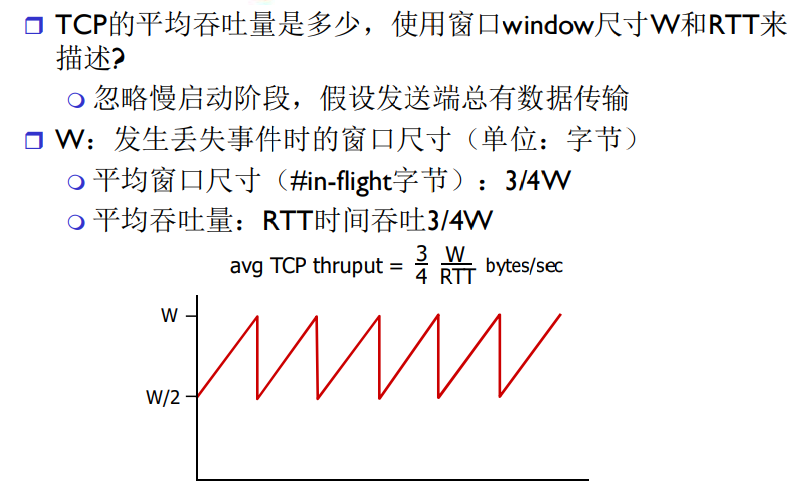 TCP的平均吞吐量是多少，使用窗口window尺寸W和RTT来
描述?
忽略慢启动阶段，假设发送端总有数据传输
W：发生丢失事件时的窗口尺寸（单位：字节）
平均窗口尺寸（#in-flight字节）：3/4W
平均吞吐量：RTT时间吞吐3/4W
avg TCP thruput = 3/4 W/RTT bytes/sec
W
W/2